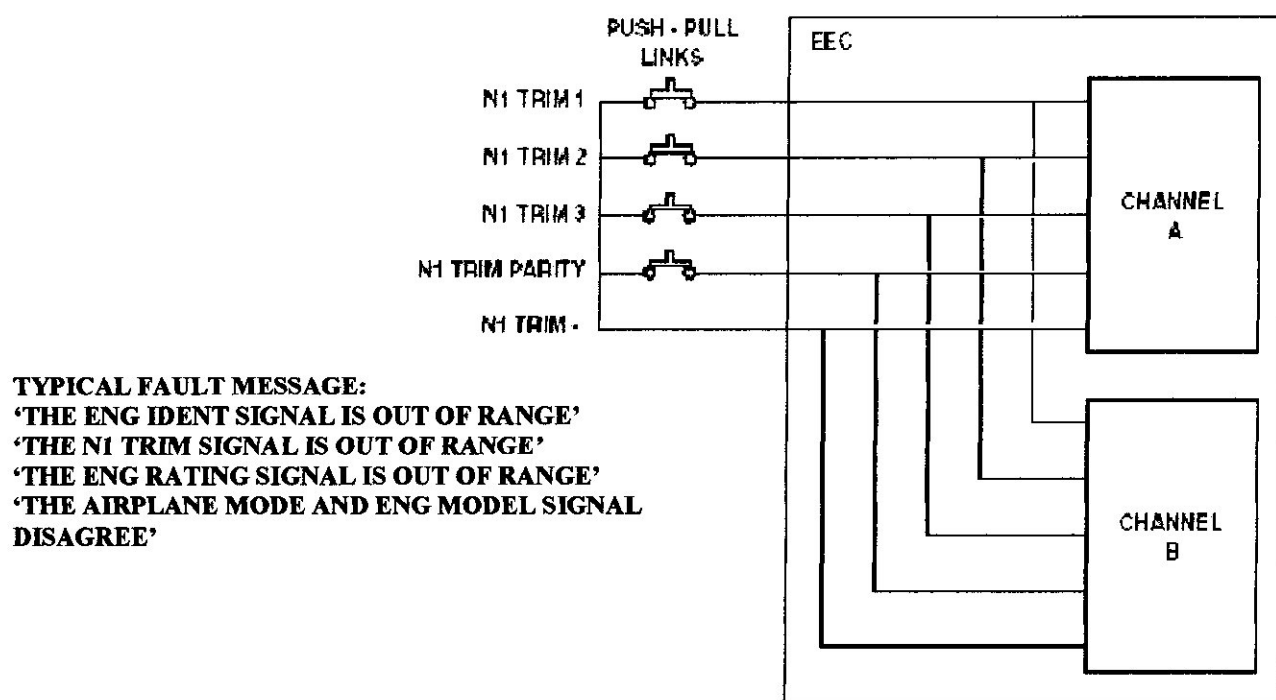 PUSH - PULL
LINKS
EEC
N1 TRIM 1
N1 TRIM 2
N1 TRIM 3
N1 TRIM PARITY
N1 TRIM -
CHANNEL
A
CHANNEL
B
TYPICAL FAULT MESSAGE:
‘THE ENG IDENT SIGNAL IS OUT OF RANGE’
‘THE N1 TRIM SIGNAL IS OUT OF RANGE’
‘THE ENG RATING SIGNAL IS OUT OF RANGE’
‘THE AIRPLANE MODE AND ENG MODEL SIGNAL
DISAGREE’